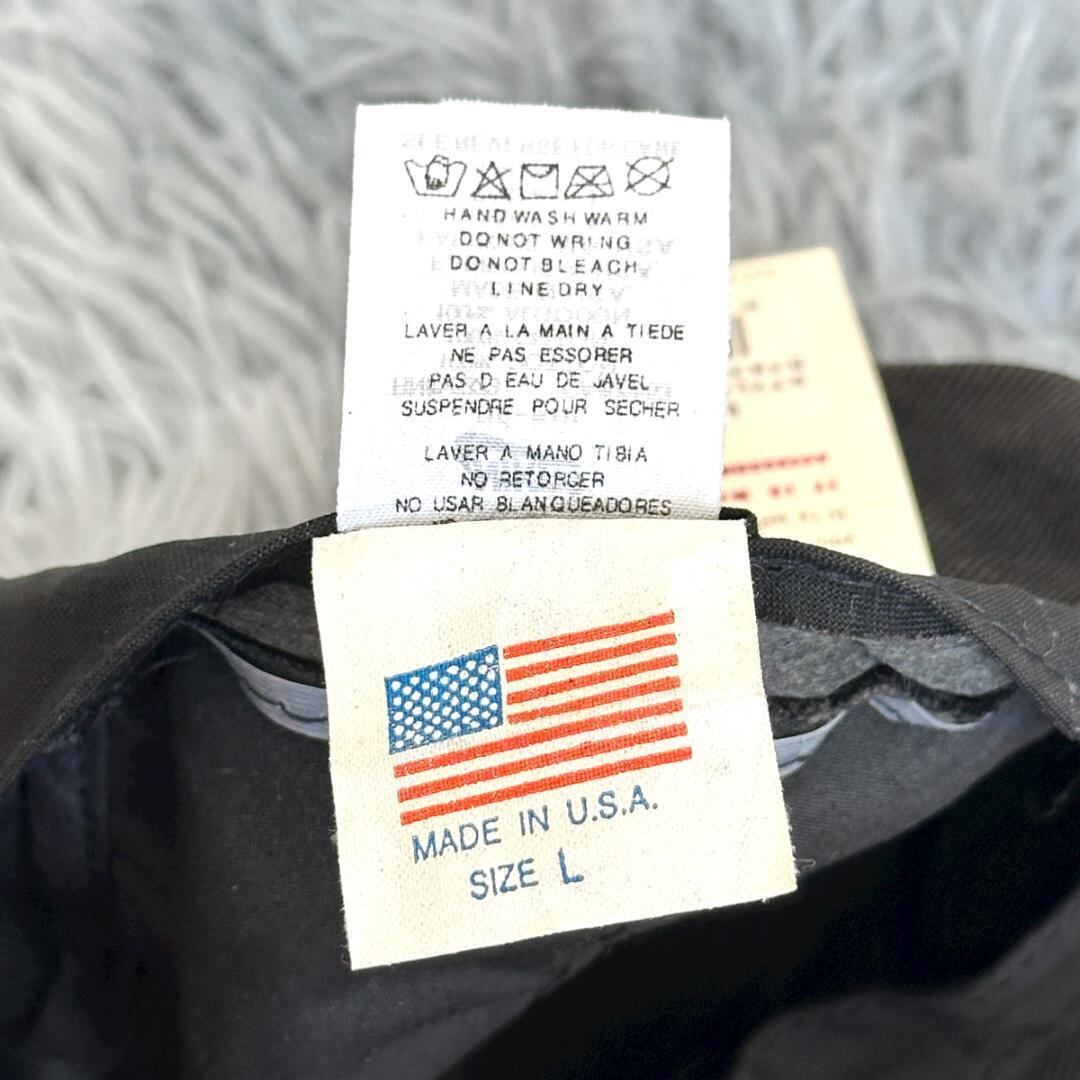 HAND WASH WARM
DO NOT WRING
DO NOT BLEACH
LINE DRY
LAVER A LA MAIN A TIEDE
NE PAS ESSORER
PAS D EAU DE JAVEL
SUSPENDRE POUR SECHER
LAVER A MANO TIBIA
NO RETORCER
NO USAR BLANQUEADORES
MADE IN U.S.A.
SIZE L